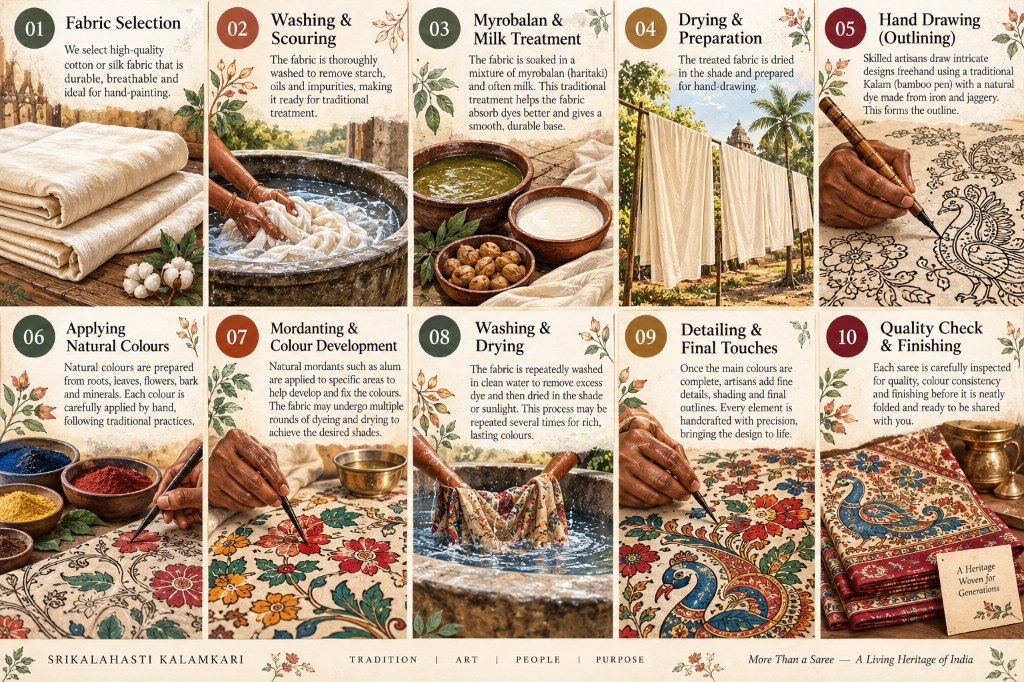 01
Fabric Selection
We select high-quality
cotton or silk fabric that is
durable, breathable and
ideal for hand-painting.
02
Washing &
Scouring
The fabric is thoroughly
washed to remove starch,
oils and impurities, making
it ready for traditional
treatment.
03
Myrobalan &
Milk Treatment
The fabric is soaked in a
mixture of myrobalan (haritaki)
and often milk. This traditional
treatment helps the fabric
absorb dyes better and gives a
smooth, durable base.
04
Drying &
Preparation
The treated fabric is dried
in the shade and prepared
for hand-drawing.
05
Hand Drawing
(Outlining)
Skilled artisans draw intricate
designs freehand using a traditional
Kalam (bamboo pen) with a natural
dye made from iron and jaggery.
This forms the outline.
06
Applying
Natural Colours
Natural colours are prepared
from roots, leaves, flowers, bark
and minerals. Each colour is
carefully applied by hand,
following traditional practices.
07
Mordanting &
Colour Development
Natural mordants such as alum
are applied to specific areas to
help develop and fix the colours.
The fabric may undergo multiple
rounds of dyeing and drying to
achieve the desired shades.
08
Washing &
Drying
The fabric is repeatedly washed
in clean water to remove excess
dye and then dried in the shade
or sunlight. This process may be
repeated several times for rich,
lasting colours.
09
Detailing &
Final Touches
Once the main colours are
complete, artisans add fine
details, shading and final
outlines. Every element is
handcrafted with precision,
bringing the design to life.
10
Quality Check
& Finishing
Each saree is carefully inspected
for quality, colour consistency
and finishing before it is neatly
folded and ready to be shared
with you.
A Heritage
Woven for
Generations
SRIKALAHASTI KALAMKARI
TRADITION | ART | PEOPLE | PURPOSE
More Than a Saree — A Living Heritage of India